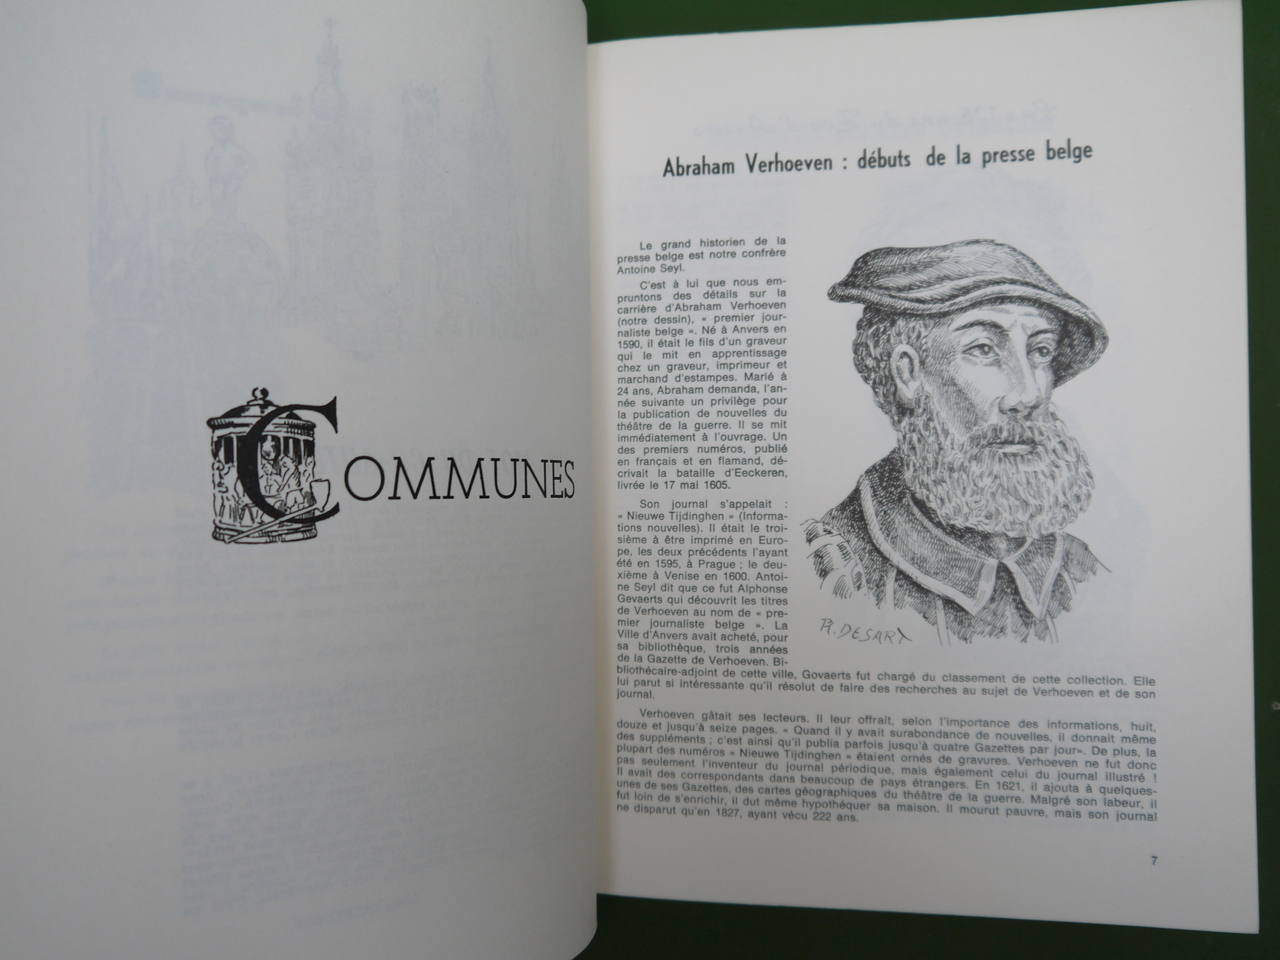 COMMUNES
Abraham Verhoeven : débuts de la presse belge
Le grand historien de la
presse belge est notre confrère
Antoine Seyl.
C'est à lui que nous em-
pruntons des détails sur la
carrière d'Abraham Verhoeven
(notre dessin), « premier jour-
naliste belge ». Né à Anvers en
1590, il était le fils d'un graveur
qui le mit en apprentissage
chez un graveur, imprimeur et
marchand d'estampes. Marié à
24 ans, Abraham demanda, l'an-
née suivante un privilège pour
la publication de nouvelles du
théâtre de la guerre. Il se mit
immédiatement à l'ouvrage. Un
des premiers numéros, publié
en français et en flamand, dé-
crivait la bataille d'Eeckeren,
livrée le 17 mai 1605.
Son journal s'appelait :
« Nieuwe Tijdinghen » (Informa-
tions nouvelles). Il était le troi-
sième à être imprimé en Euro-
pe, les deux précédents l'ayant
été en 1595, à Prague ; le deu-
xième à Venise en 1600. Antoi-
ne Seyl dit que ce fut Alphonse
Gevaerts qui découvrit les titres
de Verhoeven au nom de « pre-
mier journaliste belge ». La
Ville d'Anvers avait acheté, pour
sa bibliothèque, trois années
de la Gazette de Verhoeven. Bi-
bliothécaire-adjoint de cette ville, Govaerts fut chargé du classement de cette collection. Elle
lui parut si intéressante qu'il résolut de faire des recherches au sujet de Verhoeven et de son
journal.
PH. DESART
Verhoeven gâtait ses lecteurs. Il leur offrait, selon l'importance des informations, huit,
douze et jusqu'à seize pages. « Quand il y avait surabondance de nouvelles, il donnait même
des suppléments ; c'est ainsi qu'il publia parfois jusqu'à quatre Gazettes par jour». De plus, la
plupart des numéros « Nieuwe Tijdinghen » étaient ornés de gravures. Verhoeven ne fut donc
pas seulement l'inventeur du journal périodique, mais également celui du journal illustré !
Il avait des correspondants dans beaucoup de pays étrangers. En 1621, il ajouta à quelques-
unes de ses Gazettes, des cartes géographiques du théâtre de la guerre. Malgré son labeur, il
fut loin de s'enrichir, il dut même hypothéquer sa maison. Il mourut pauvre, mais son journal
ne disparut qu'en 1827, ayant vécu 222 ans.
7